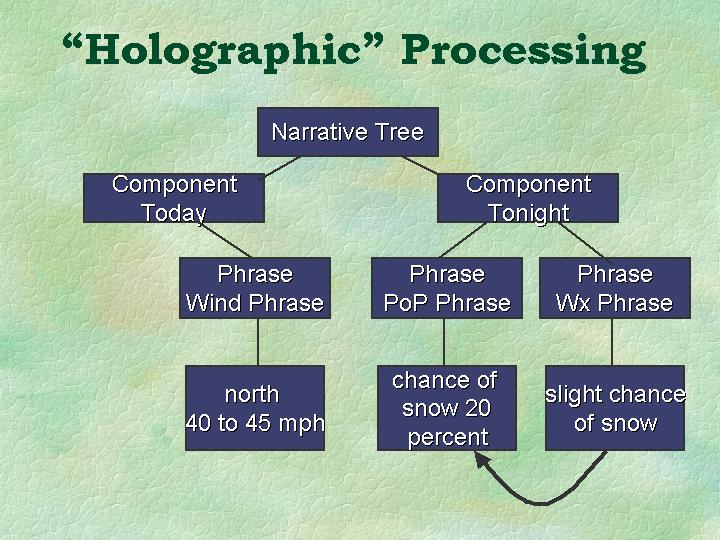 “Holographic” Processing
Narrative Tree
Component
Today
Component
Tonight
Phrase
Wind Phrase
Phrase
PoP Phrase
Phrase
Wx Phrase
north
40 to 45 mph
chance of
snow 20
percent
slight chance
of snow